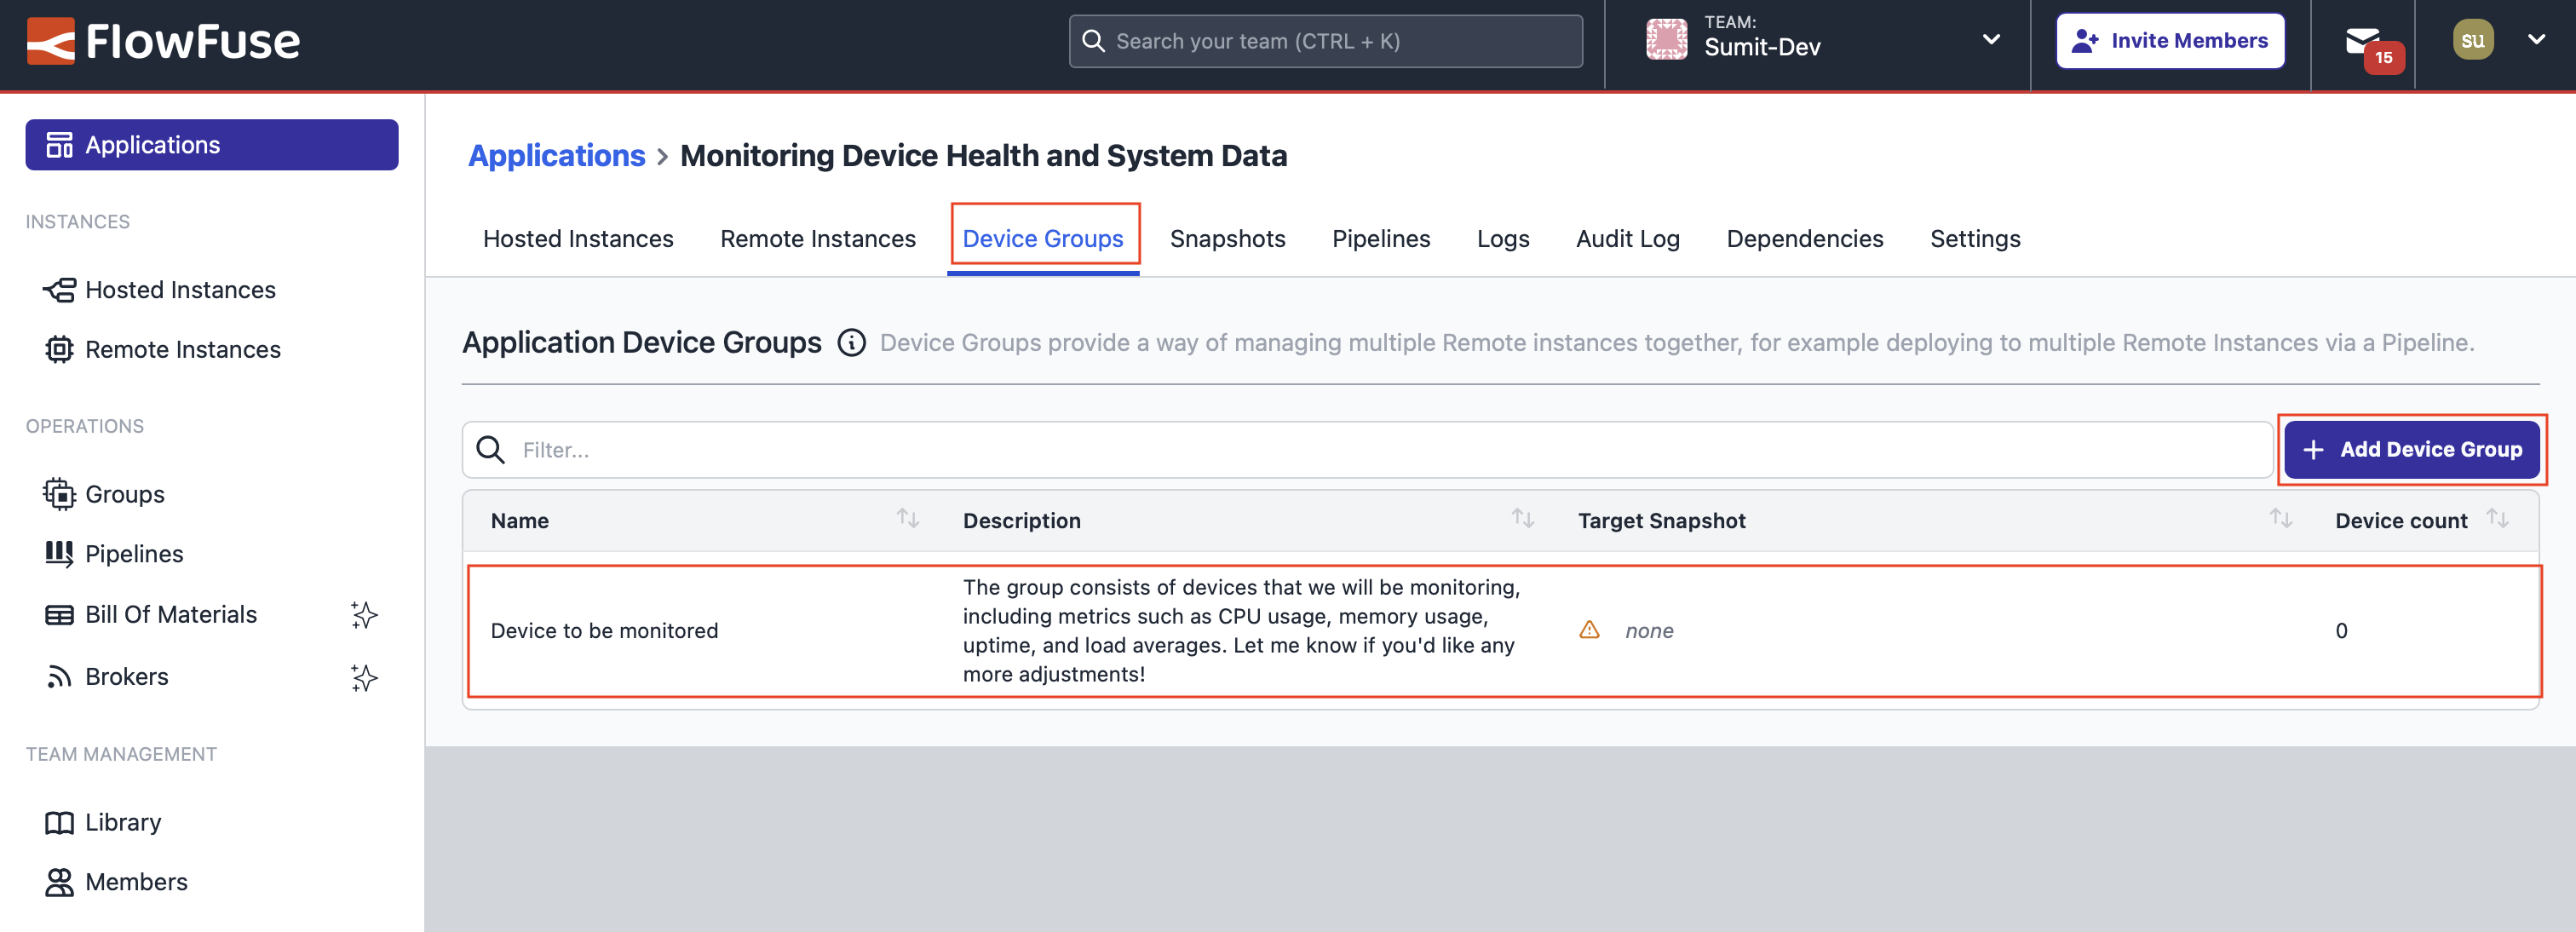 FlowFuse
Search your team (CTRL + K)
TEAM:
Sumit-Dev
Invite Members
15
su
Applications
INSTANCES
Hosted Instances
Remote Instances
OPERATIONS
Groups
Pipelines
Bill Of Materials
Brokers
TEAM MANAGEMENT
Library
Members
Applications > Monitoring Device Health and System Data
Hosted Instances Remote Instances Device Groups Snapshots Pipelines Logs Audit Log Dependencies Settings
Application Device Groups Device Groups provide a way of managing multiple Remote instances together, for example deploying to multiple Remote Instances via a Pipeline.
Filter...
+ Add Device Group
Name Description Target Snapshot Device count
Device to be monitored
The group consists of devices that we will be monitoring,
including metrics such as CPU usage, memory usage,
uptime, and load averages. Let me know if you'd like any
more adjustments!
none
0